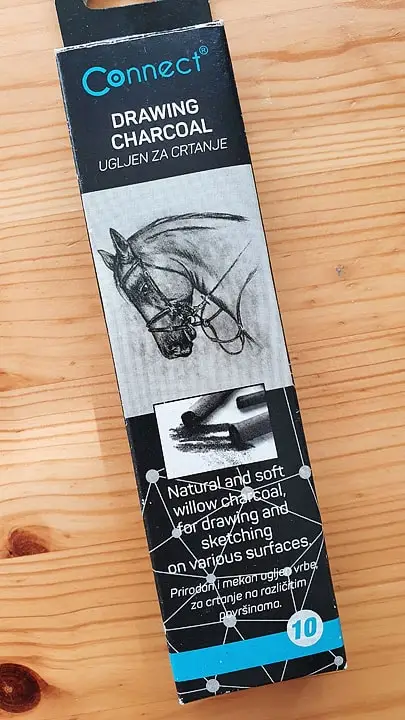 Connect®
DRAWING
CHARCOAL
UGLJEN ZA CRTANJE
Natural and soft
willow charcoal,
for drawing and
sketching
on various surfaces.
Prirodan i mekan ugljen vrbe,
za crtanje na različitim
površinama.
10